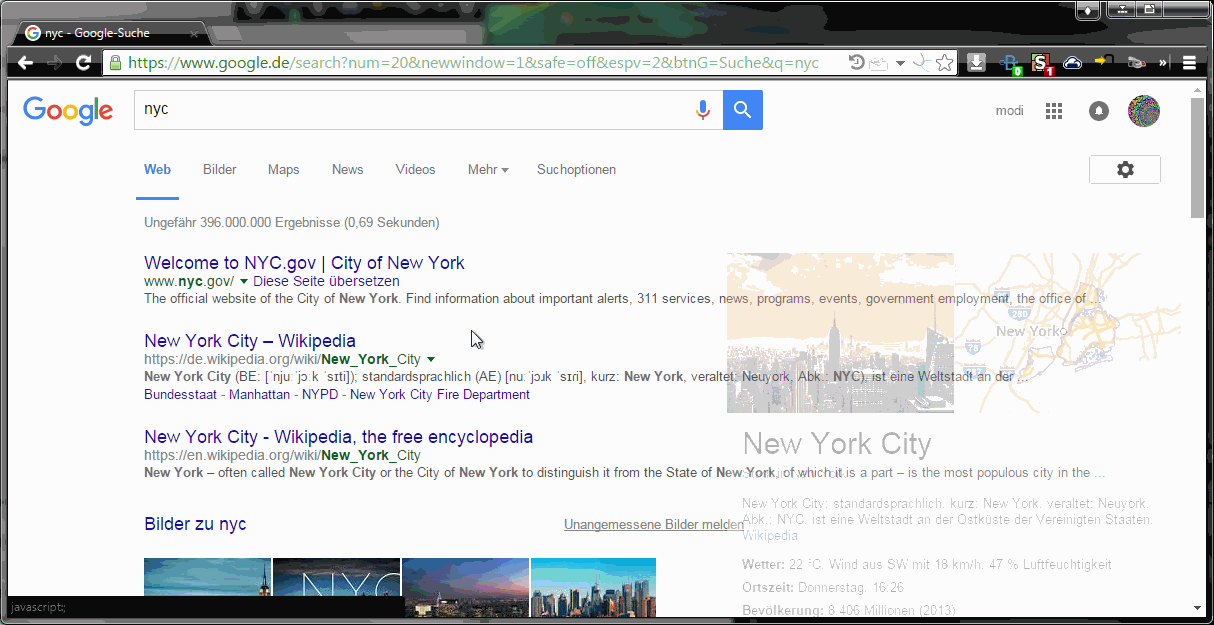 nyc - Google-Suche
https://www.google.de/search?num=20&newwindow=1&safe=off&espv=2&btnG=Suche&q=nyc
0
S
1
Google
nyc
modi
Web Bilder Maps News Videos Mehr Suchoptionen
Ungefähr 396.000.000 Ergebnisse (0,69 Sekunden)
Welcome to NYC.gov | City of New York
www.nyc.gov/ Diese Seite übersetzen
The official website of the City of New York. Find information about important alerts, 311 services, news, programs, events, government employment, the office of ...
New York City – Wikipedia
https://de.wikipedia.org/wiki/New_York_City
New York City (BE: [ˈnjuː ˈjɔːk ˈsɪti]); standardsprachlich (AE) [nuː ˈjɔɹk ˈsɪɾi], kurz: New York, veraltet: Neuyork, Abk.: NYC), ist eine Weltstadt an der ...
Bundesstaat - Manhattan - NYPD - New York City Fire Department
New York City - Wikipedia, the free encyclopedia
https://en.wikipedia.org/wiki/New_York_City
New York – often called New York City or the City of New York to distinguish it from the State of New York, of which it is a part – is the most populous city in the ...
Bilder zu nyc
Unangemessene Bilder melden
NYC
280
New York
78
New York City
New York City: standardsprachlich. kurz: New York. veraltet: Neuyork.
Abk.: NYC. ist eine Weltstadt an der Ostküste der Vereinigten Staaten.
Wikipedia
Wetter: 22 °C. Wind aus SW mit 18 km/h. 47 % Luftfeuchtigkeit
Ortszeit: Donnerstag. 16:26
Bevölkerung: 8.406 Millionen (2013)
javascript:;